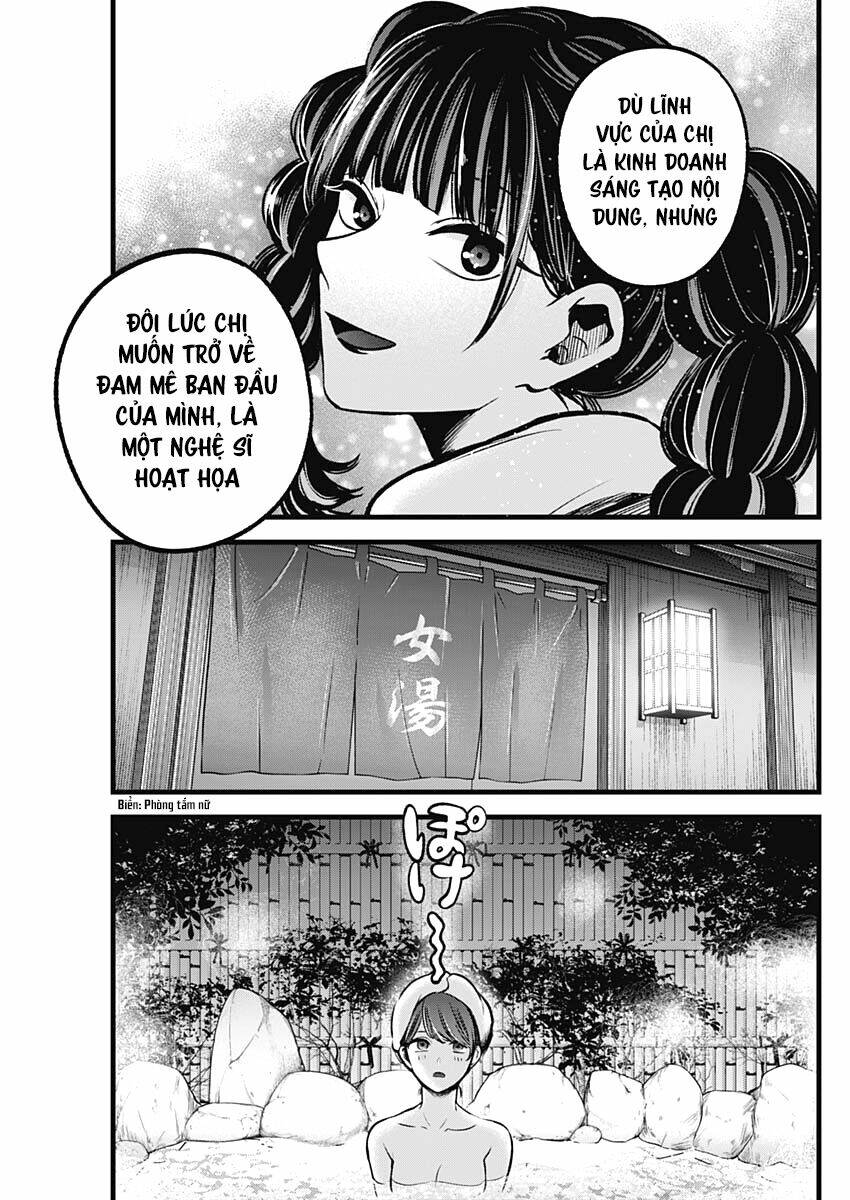 DÙ LĨNH
VỰC CỦA CHỊ
LÀ KINH DOANH
SÁNG TẠO NỘI
DUNG, NHƯNG
ĐÔI LÚC CHỊ
MUỐN TRỞ VỀ
ĐAM MÊ BAN ĐẦU
CỦA MÌNH, LÀ
MỘT NGHỆ SĨ
HOẠT HỌA
女湯
Biển: Phòng tắm nữ
ぽけ〜